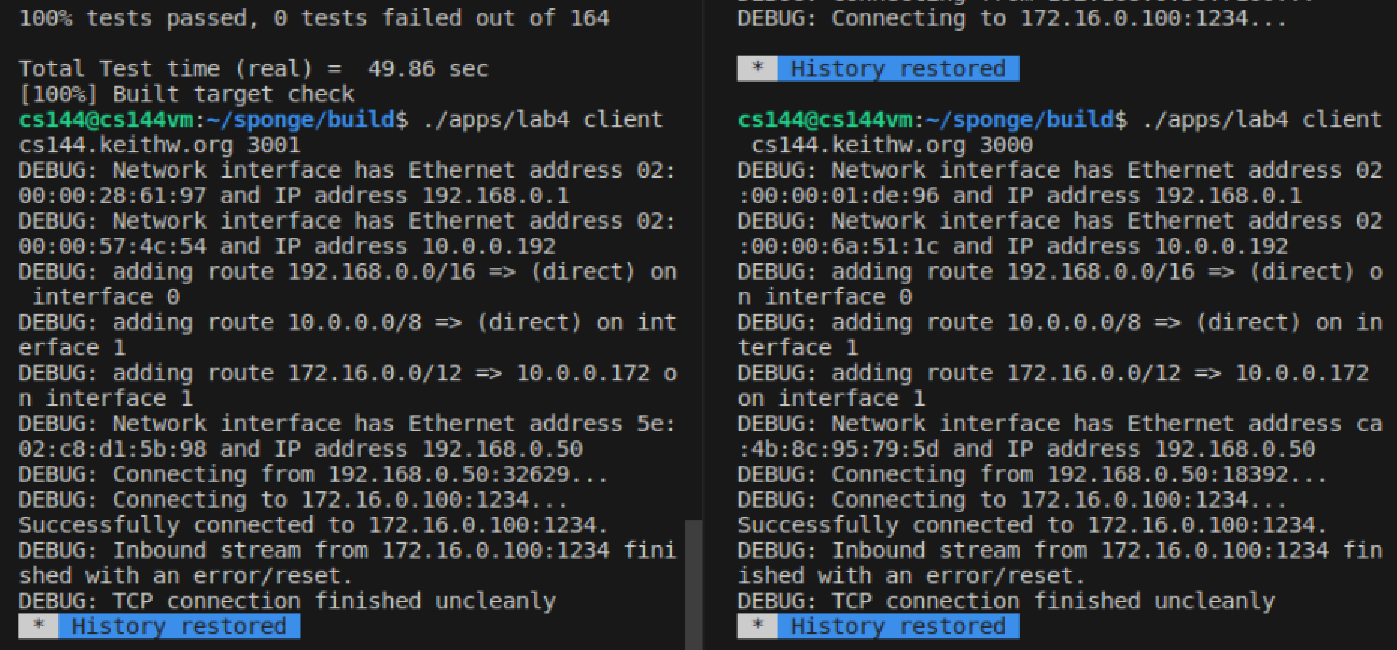 100% tests passed, 0 tests failed out of 164
Total Test time (real) =  49.86 sec
[100%] Built target check
cs144@cs144vm:~/sponge/build$ ./apps/lab4 client
cs144.keithw.org 3001
DEBUG: Network interface has Ethernet address 02:
00:00:28:61:97 and IP address 192.168.0.1
DEBUG: Network interface has Ethernet address 02:
00:00:57:4c:54 and IP address 10.0.0.192
DEBUG: adding route 192.168.0.0/16 => (direct) on
 interface 0
DEBUG: adding route 10.0.0.0/8 => (direct) on int
erface 1
DEBUG: adding route 172.16.0.0/12 => 10.0.0.172 o
n interface 1
DEBUG: Network interface has Ethernet address 5e:
02:c8:d1:5b:98 and IP address 192.168.0.50
DEBUG: Connecting from 192.168.0.50:32629...
DEBUG: Connecting to 172.16.0.100:1234...
Successfully connected to 172.16.0.100:1234.
DEBUG: Inbound stream from 172.16.0.100:1234 fini
shed with an error/reset.
DEBUG: TCP connection finished uncleanly
* History restored
DEBUG: Connecting to 172.16.0.100:1234...
* History restored
cs144@cs144vm:~/sponge/build$ ./apps/lab4 client
 cs144.keithw.org 3000
DEBUG: Network interface has Ethernet address 02
:00:00:01:de:96 and IP address 192.168.0.1
DEBUG: Network interface has Ethernet address 02
:00:00:6a:51:1c and IP address 10.0.0.192
DEBUG: adding route 192.168.0.0/16 => (direct) o
n interface 0
DEBUG: adding route 10.0.0.0/8 => (direct) on in
terface 1
DEBUG: adding route 172.16.0.0/12 => 10.0.0.172
on interface 1
DEBUG: Network interface has Ethernet address ca
:4b:8c:95:79:5d and IP address 192.168.0.50
DEBUG: Connecting from 192.168.0.50:18392...
DEBUG: Connecting to 172.16.0.100:1234...
Successfully connected to 172.16.0.100:1234.
DEBUG: Inbound stream from 172.16.0.100:1234 fin
ished with an error/reset.
DEBUG: TCP connection finished uncleanly
* History restored